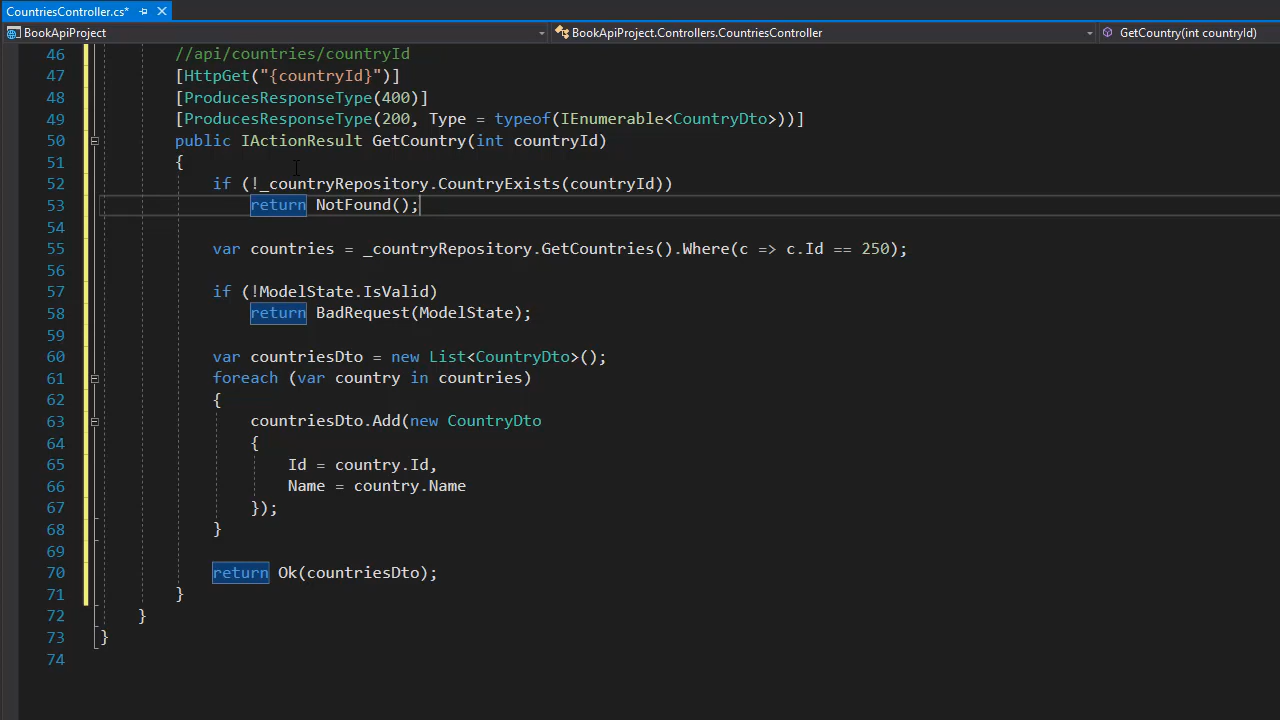 CountriesController.cs*
BookApiProject BookApiProject.Controllers.CountriesController GetCountry(int countryId)
46 //api/countries/countryId
47 [HttpGet("{countryId}")]
48 [ProducesResponseType(400)]
49 [ProducesResponseType(200, Type = typeof(IEnumerable<CountryDto>))]
50 public IActionResult GetCountry(int countryId)
51 {
52 if (!_countryRepository.CountryExists(countryId))
53 return NotFound();
54
55 var countries = _countryRepository.GetCountries().Where(c => c.Id == 250);
56
57 if (!ModelState.IsValid)
58 return BadRequest(ModelState);
59
60 var countriesDto = new List<CountryDto>();
61 foreach (var country in countries)
62 {
63 countriesDto.Add(new CountryDto
64 {
65 Id = country.Id,
66 Name = country.Name
67 });
68 }
69
70 return Ok(countriesDto);
71 }
72 }
73 }
74